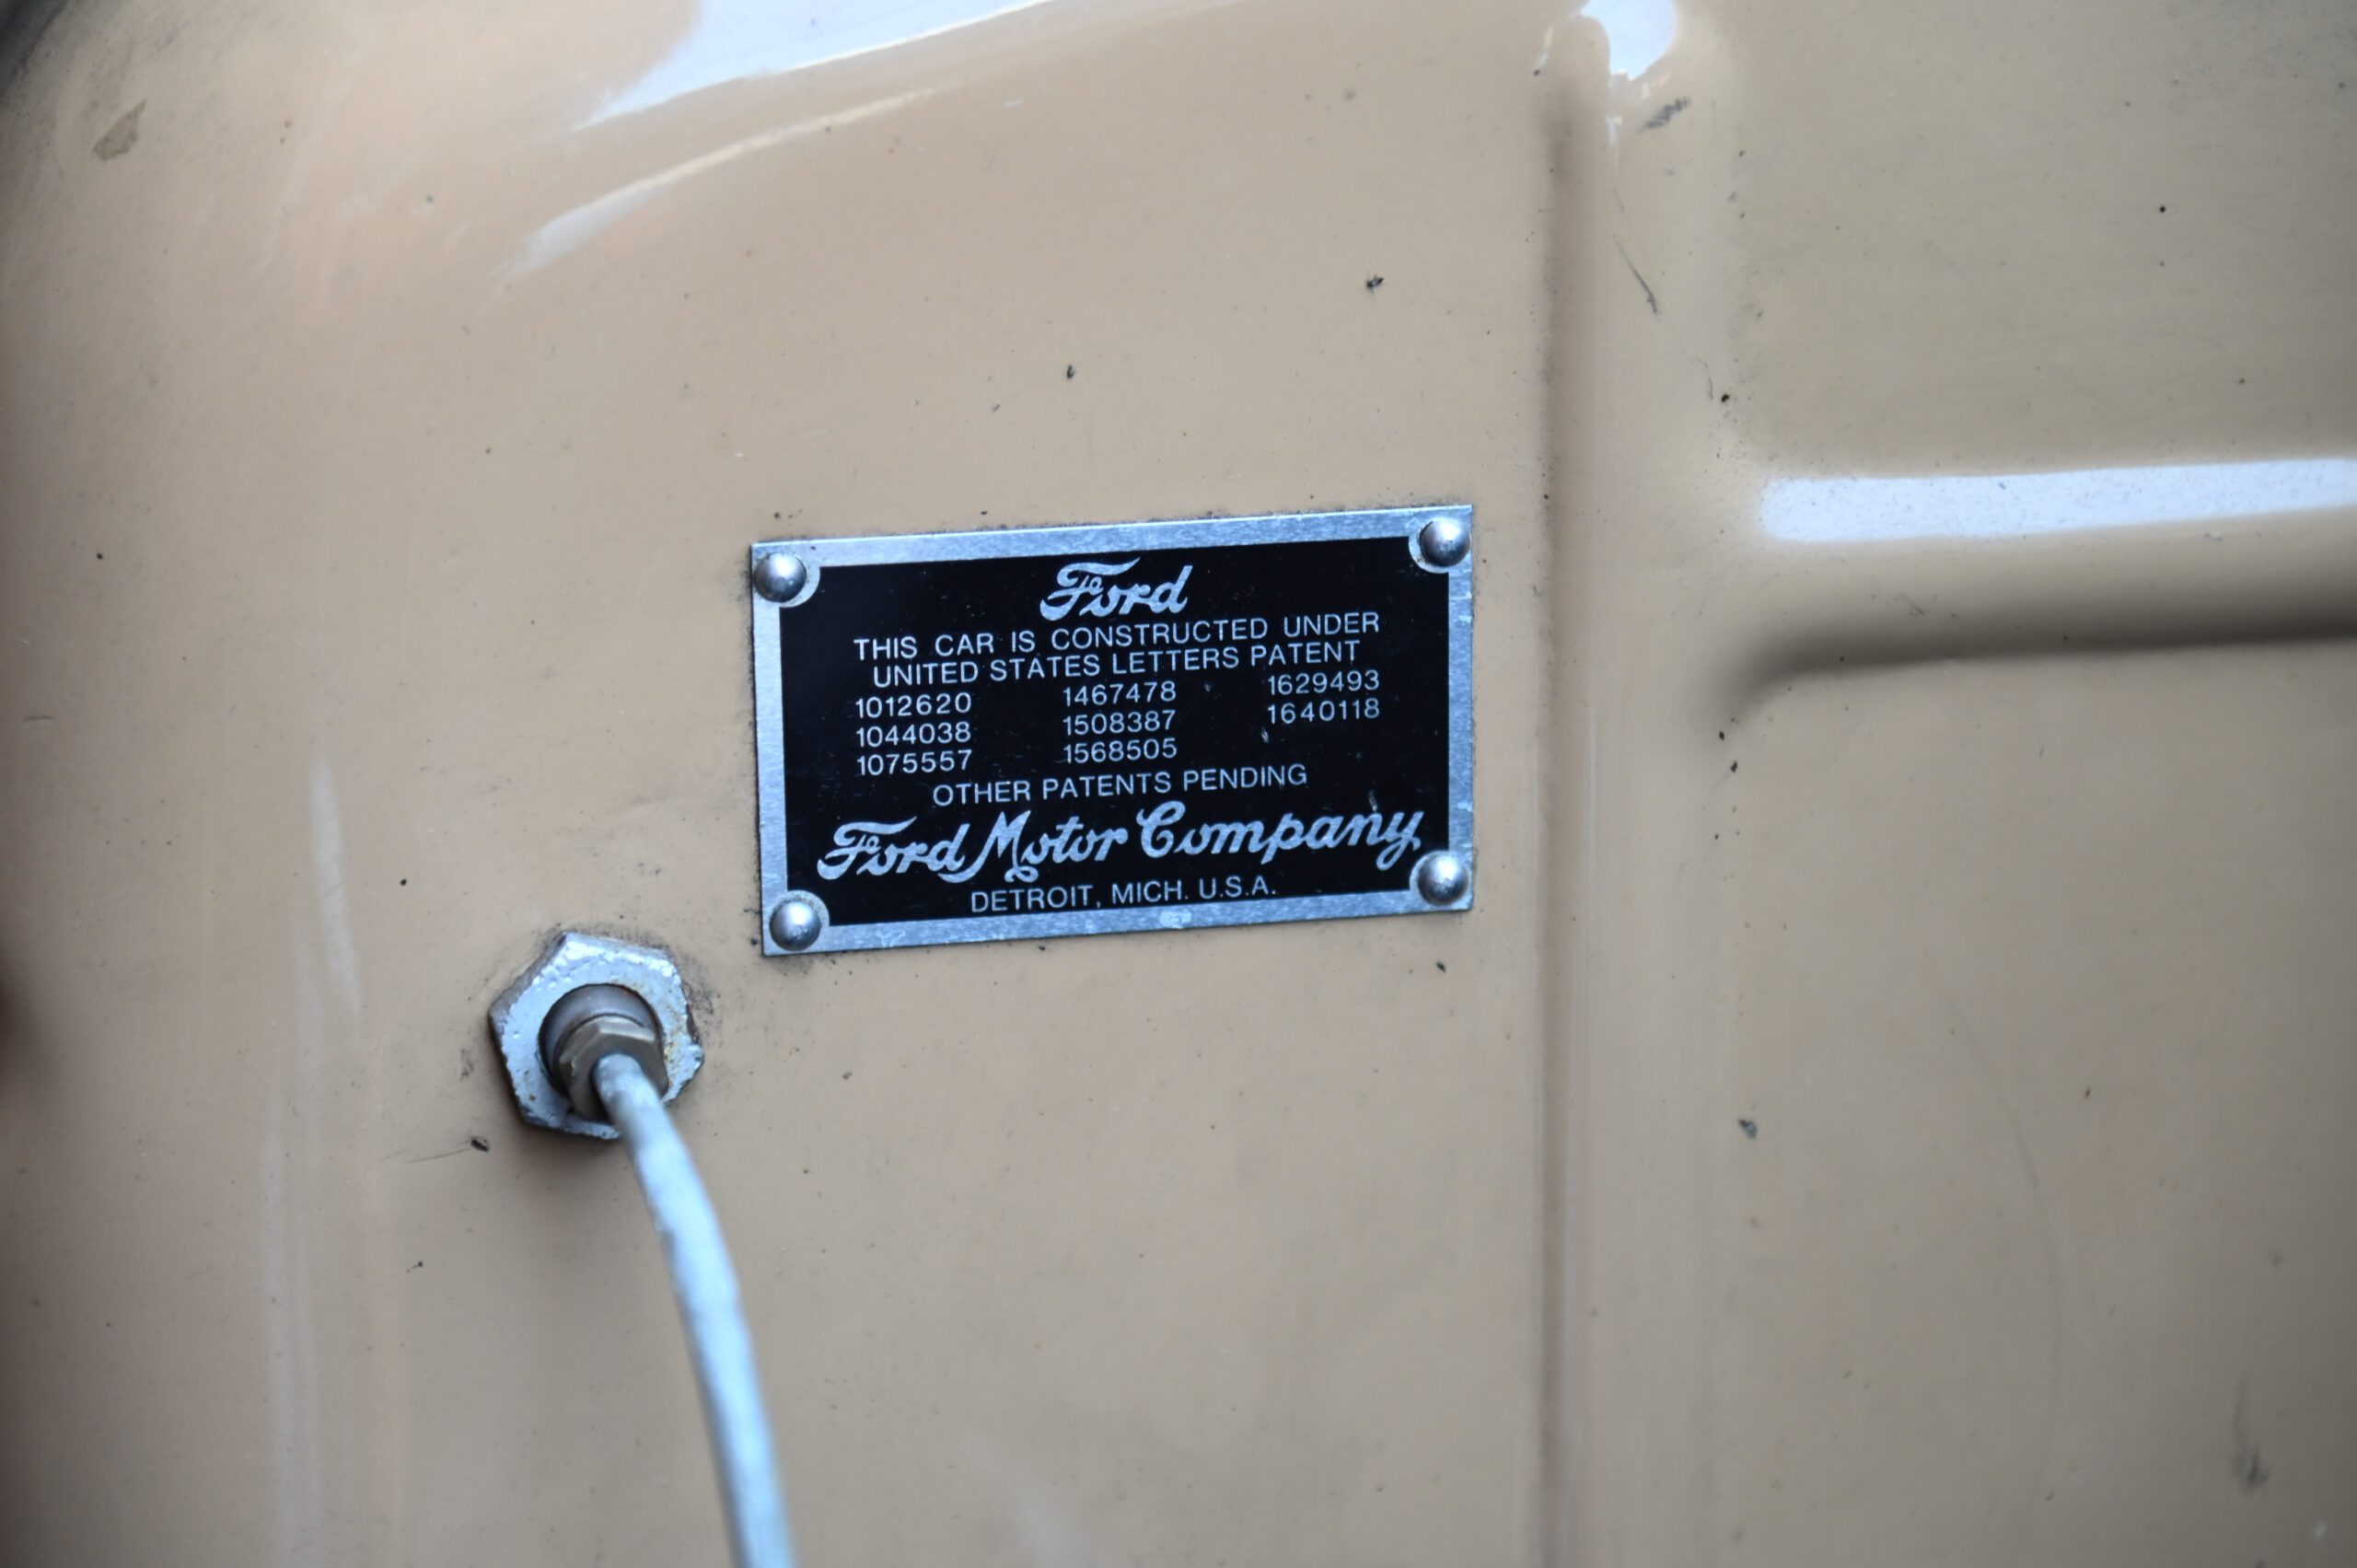 Ford
THIS CAR IS CONSTRUCTED UNDER
UNITED STATES LETTERS PATENT
1012620 1467478 1629493
1044038 1508387 1640118
1075557 1568505
OTHER PATENTS PENDING
Ford Motor Company
DETROIT, MICH. U.S.A.